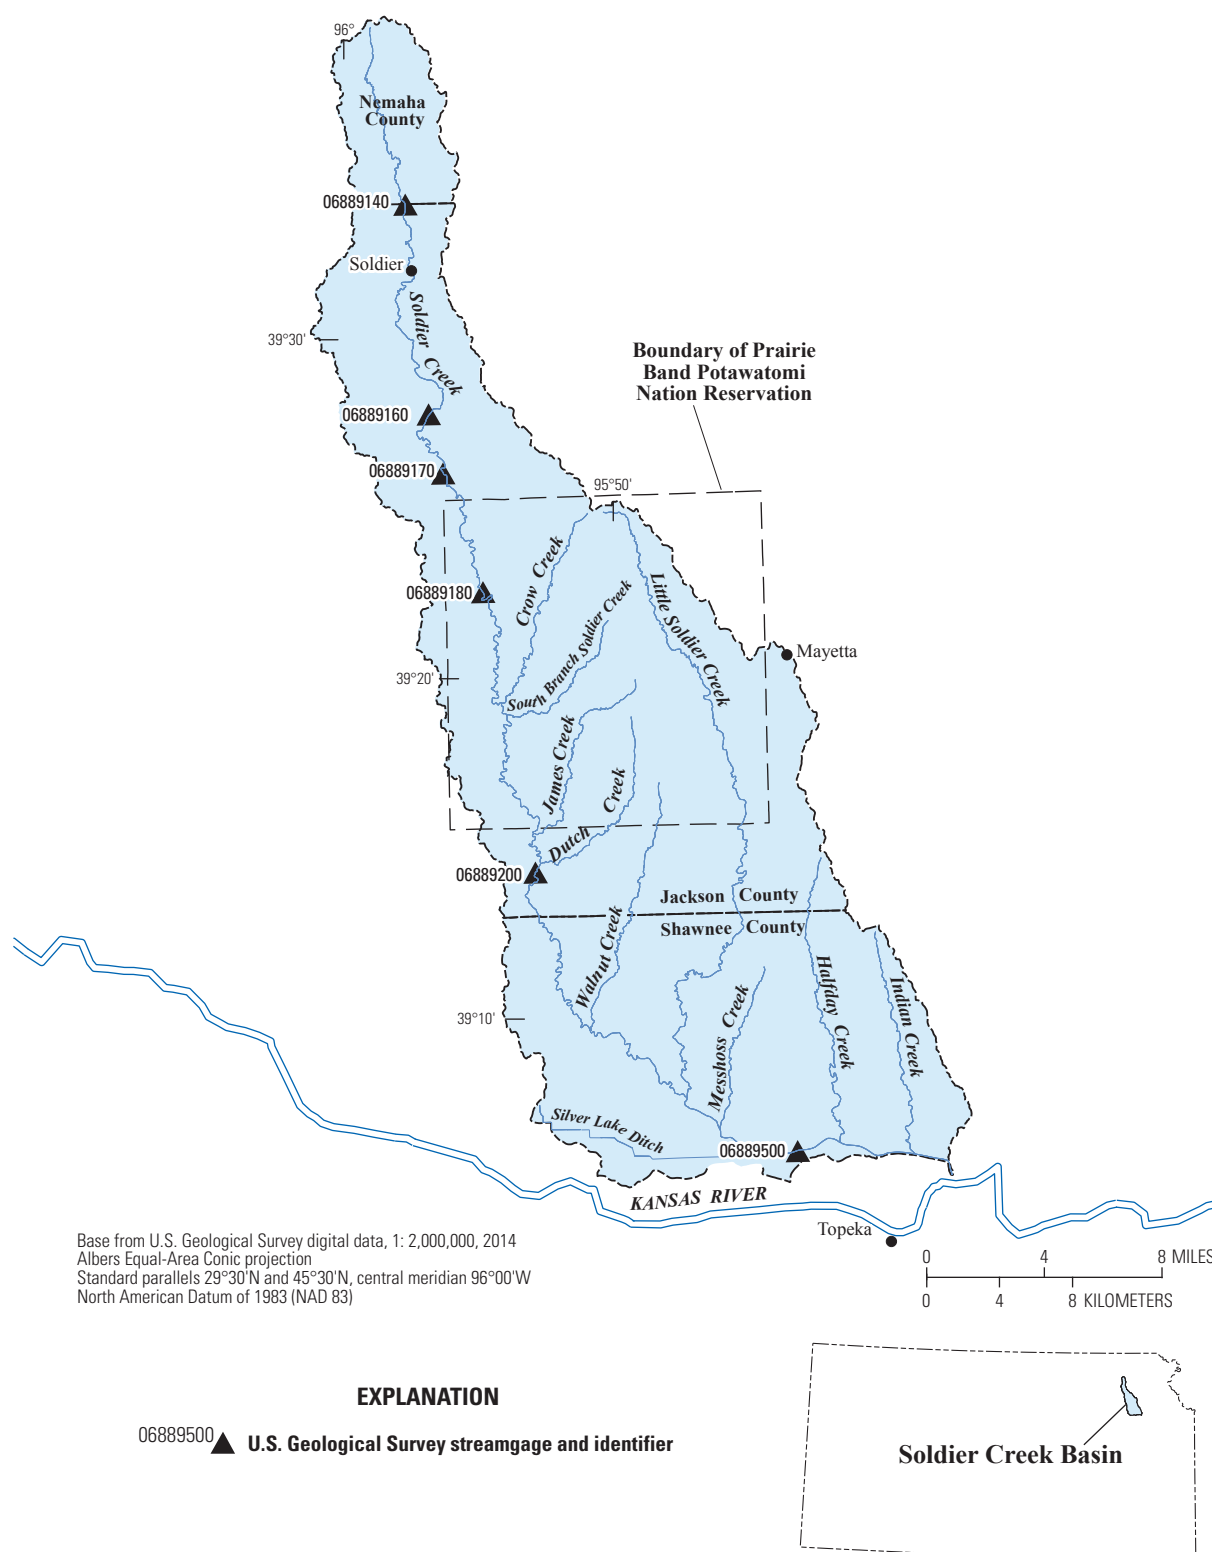 96°
Nemaha
County
06889140
Soldier
Soldier Creek
39°30'
Boundary of Prairie
Band Potawatomi
Nation Reservation
06889160
06889170
95°50'
Crow Creek
06889180
South Branch Soldier Creek
Little Soldier Creek
Mayetta
39°20'
James Creek
Dutch Creek
06889200
Jackson County
Shawnee County
Walnut Creek
Halfday Creek
Indian Creek
Messhoss Creek
39°10'
Silver Lake Ditch
06889500
KANSAS RIVER
Topeka
Base from U.S. Geological Survey digital data, 1: 2,000,000, 2014
Albers Equal-Area Conic projection
Standard parallels 29°30'N and 45°30'N, central meridian 96°00'W
North American Datum of 1983 (NAD 83)
0 4 8 MILES
0 4 8 KILOMETERS
EXPLANATION
06889500 U.S. Geological Survey streamgage and identifier
Soldier Creek Basin